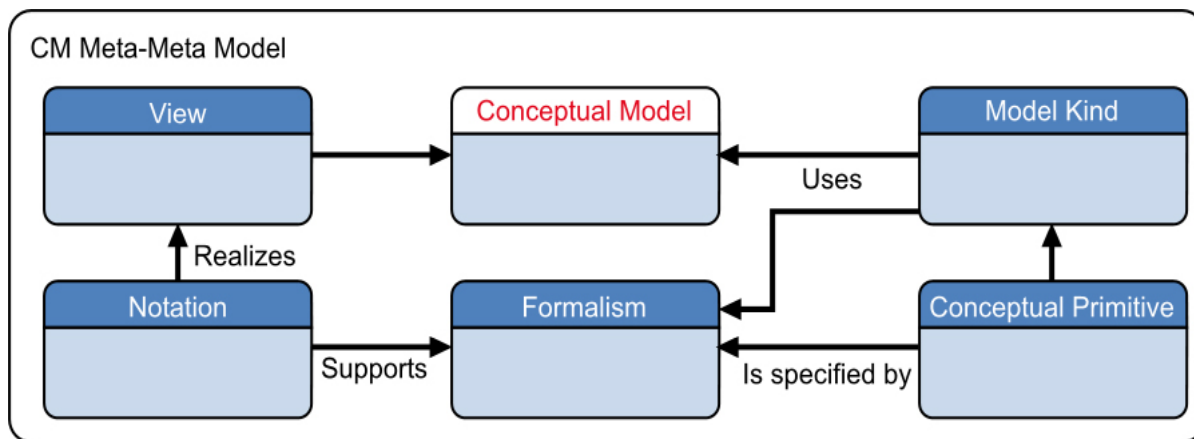 CM Meta-Meta Model
View
Conceptual Model
Model Kind
Uses
Realizes
Notation
Formalism
Conceptual Primitive
Supports
Is specified by